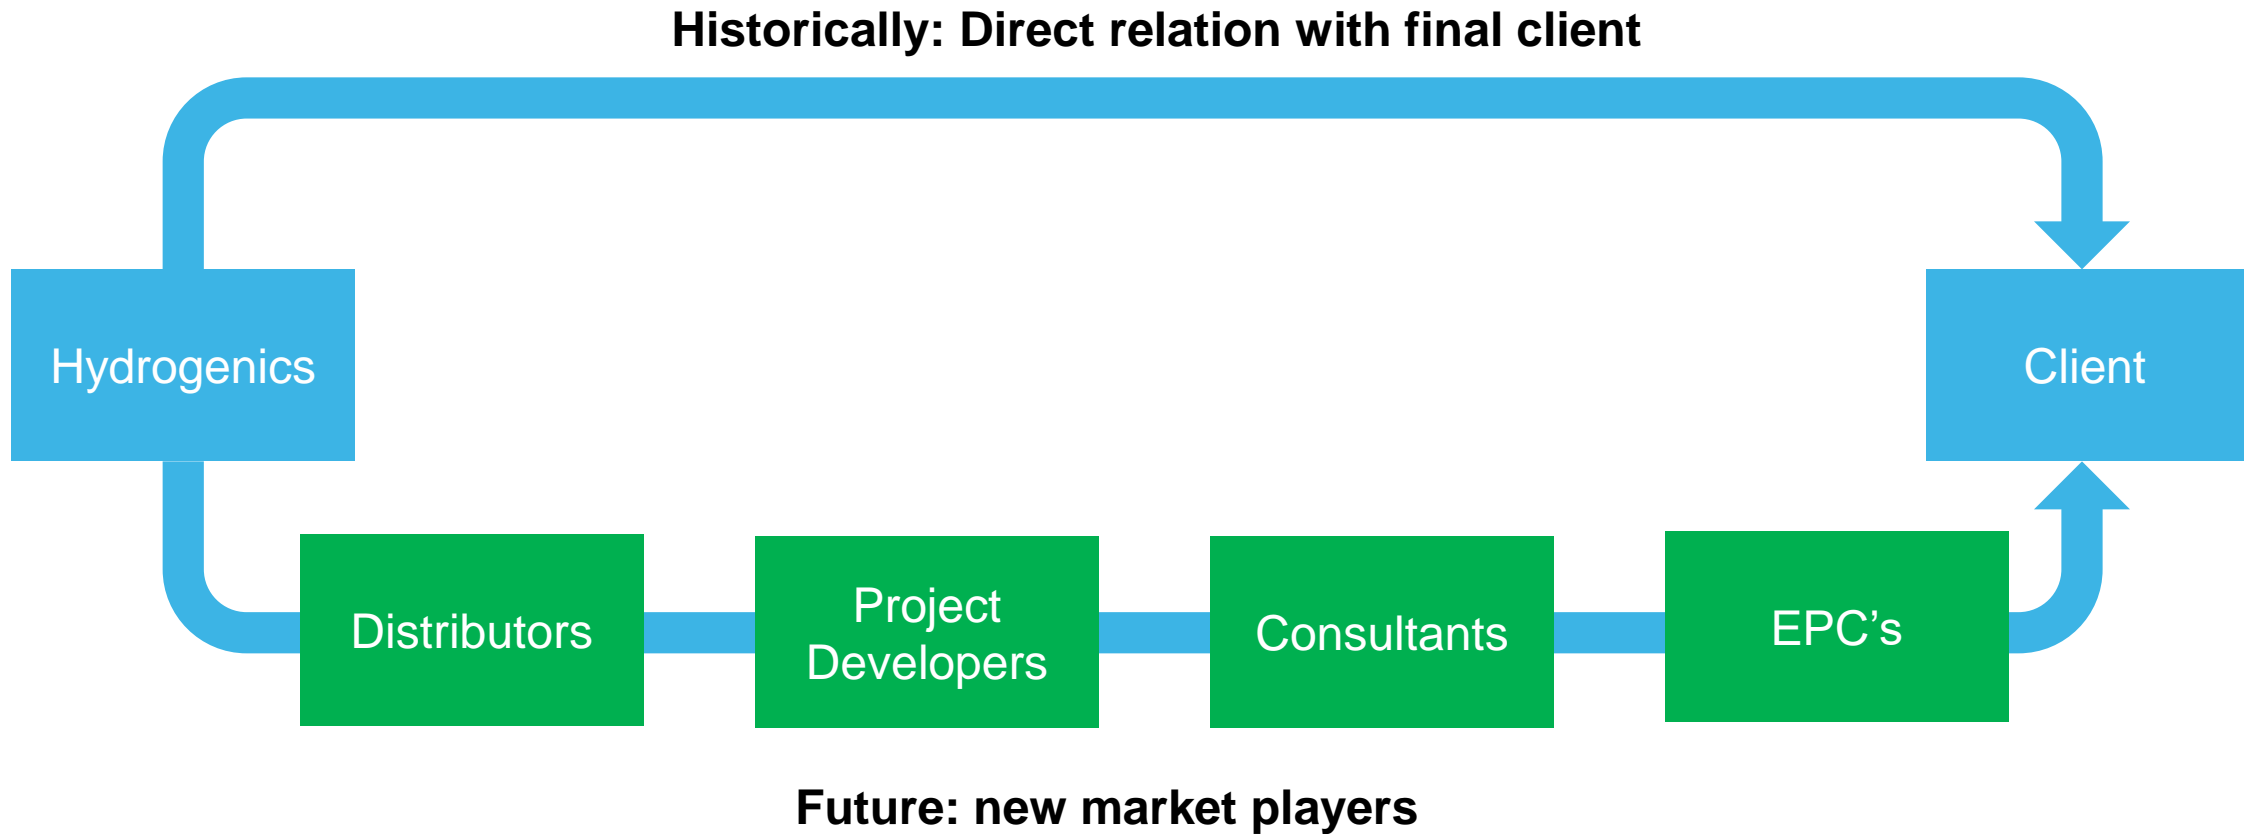 Historically: Direct relation with final client
Hydrogenics
Client
Distributors
Project
Developers
Consultants
EPC’s
Future: new market players